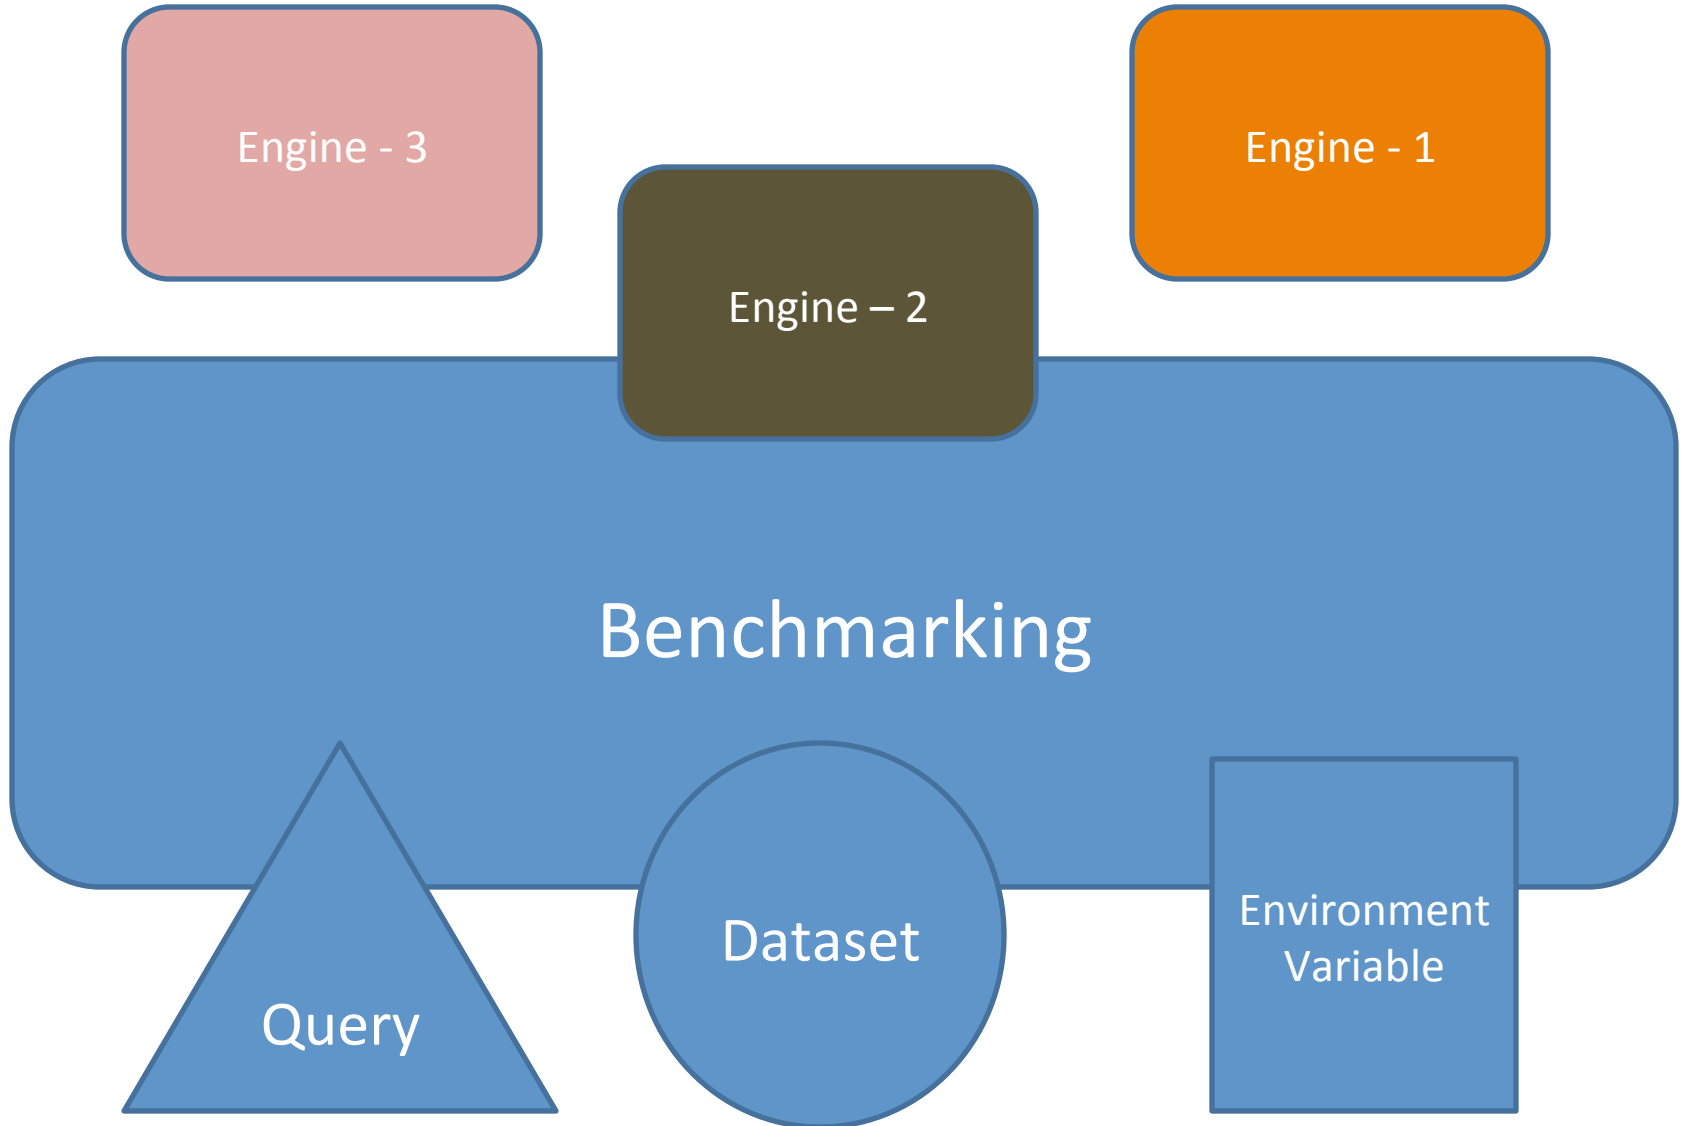 Engine - 3
Engine - 1
Engine – 2
Benchmarking
Query
Dataset
Environment
Variable